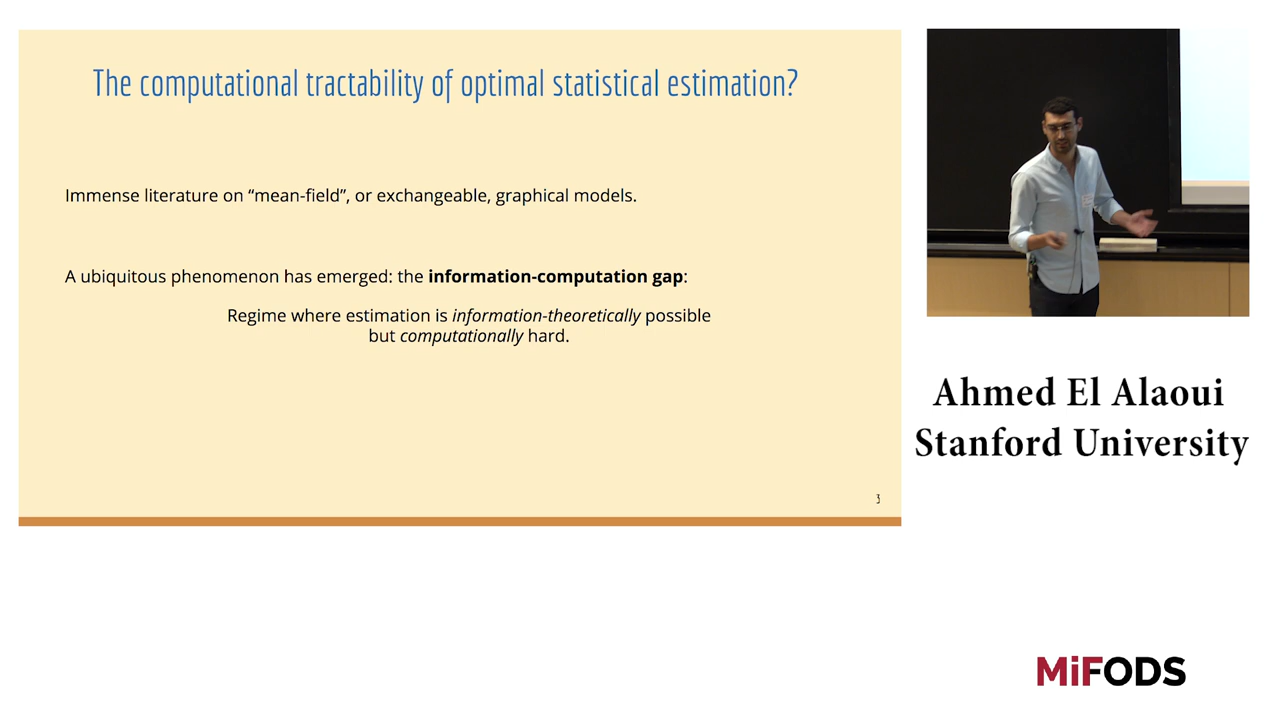 The computational tractability of optimal statistical estimation?
Immense literature on “mean-field”, or exchangeable, graphical models.
A ubiquitous phenomenon has emerged: the information-computation gap:
Regime where estimation is information-theoretically possible
but computationally hard.
3
Ahmed El Alaoui
Stanford University
MiFODS